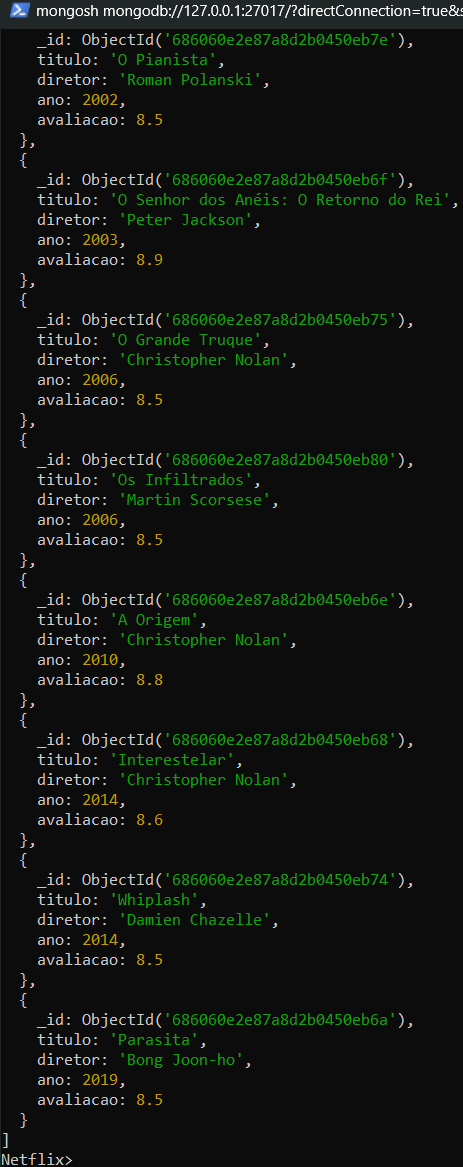 mongosh mongodb://127.0.0.1:27017/?directConnection=true&s
    _id: ObjectId('686060e2e87a8d2b0450eb7e'),
    titulo: 'O Pianista',
    diretor: 'Roman Polanski',
    ano: 2002,
    avaliacao: 8.5
  },
  {
    _id: ObjectId('686060e2e87a8d2b0450eb6f'),
    titulo: 'O Senhor dos Anéis: O Retorno do Rei',
    diretor: 'Peter Jackson',
    ano: 2003,
    avaliacao: 8.9
  },
  {
    _id: ObjectId('686060e2e87a8d2b0450eb75'),
    titulo: 'O Grande Truque',
    diretor: 'Christopher Nolan',
    ano: 2006,
    avaliacao: 8.5
  },
  {
    _id: ObjectId('686060e2e87a8d2b0450eb80'),
    titulo: 'Os Infiltrados',
    diretor: 'Martin Scorsese',
    ano: 2006,
    avaliacao: 8.5
  },
  {
    _id: ObjectId('686060e2e87a8d2b0450eb6e'),
    titulo: 'A Origem',
    diretor: 'Christopher Nolan',
    ano: 2010,
    avaliacao: 8.8
  },
  {
    _id: ObjectId('686060e2e87a8d2b0450eb68'),
    titulo: 'Interestelar',
    diretor: 'Christopher Nolan',
    ano: 2014,
    avaliacao: 8.6
  },
  {
    _id: ObjectId('686060e2e87a8d2b0450eb74'),
    titulo: 'Whiplash',
    diretor: 'Damien Chazelle',
    ano: 2014,
    avaliacao: 8.5
  },
  {
    _id: ObjectId('686060e2e87a8d2b0450eb6a'),
    titulo: 'Parasita',
    diretor: 'Bong Joon-ho',
    ano: 2019,
    avaliacao: 8.5
  }
]
Netflix>